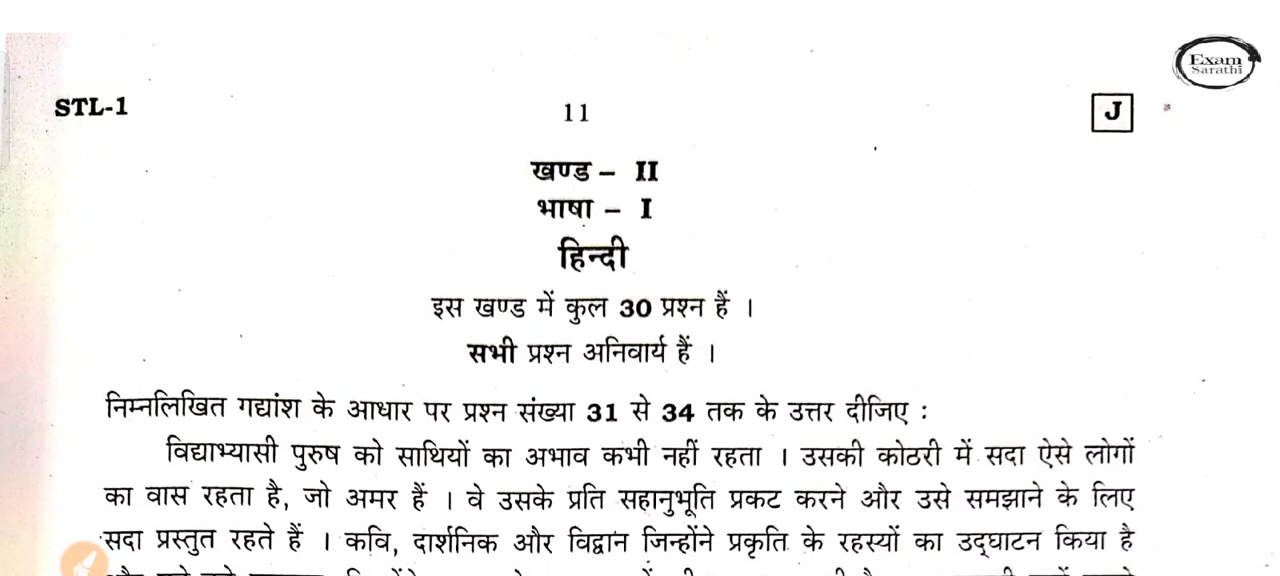 Exam
Sarathi
STL-1 11 J
खण्ड – II
भाषा – I
हिन्दी
इस खण्ड में कुल 30 प्रश्न हैं ।
सभी प्रश्न अनिवार्य हैं ।
निम्नलिखित गद्यांश के आधार पर प्रश्न संख्या 31 से 34 तक के उत्तर दीजिए :
विद्याभ्यासी पुरुष को साथियों का अभाव कभी नहीं रहता । उसकी कोठरी में सदा ऐसे लोगों
का वास रहता है, जो अमर हैं । वे उसके प्रति सहानुभूति प्रकट करने और उसे समझाने के लिए
सदा प्रस्तुत रहते हैं । कवि, दार्शनिक और विद्वान जिन्होंने प्रकृति के रहस्यों का उद्घाटन किया है